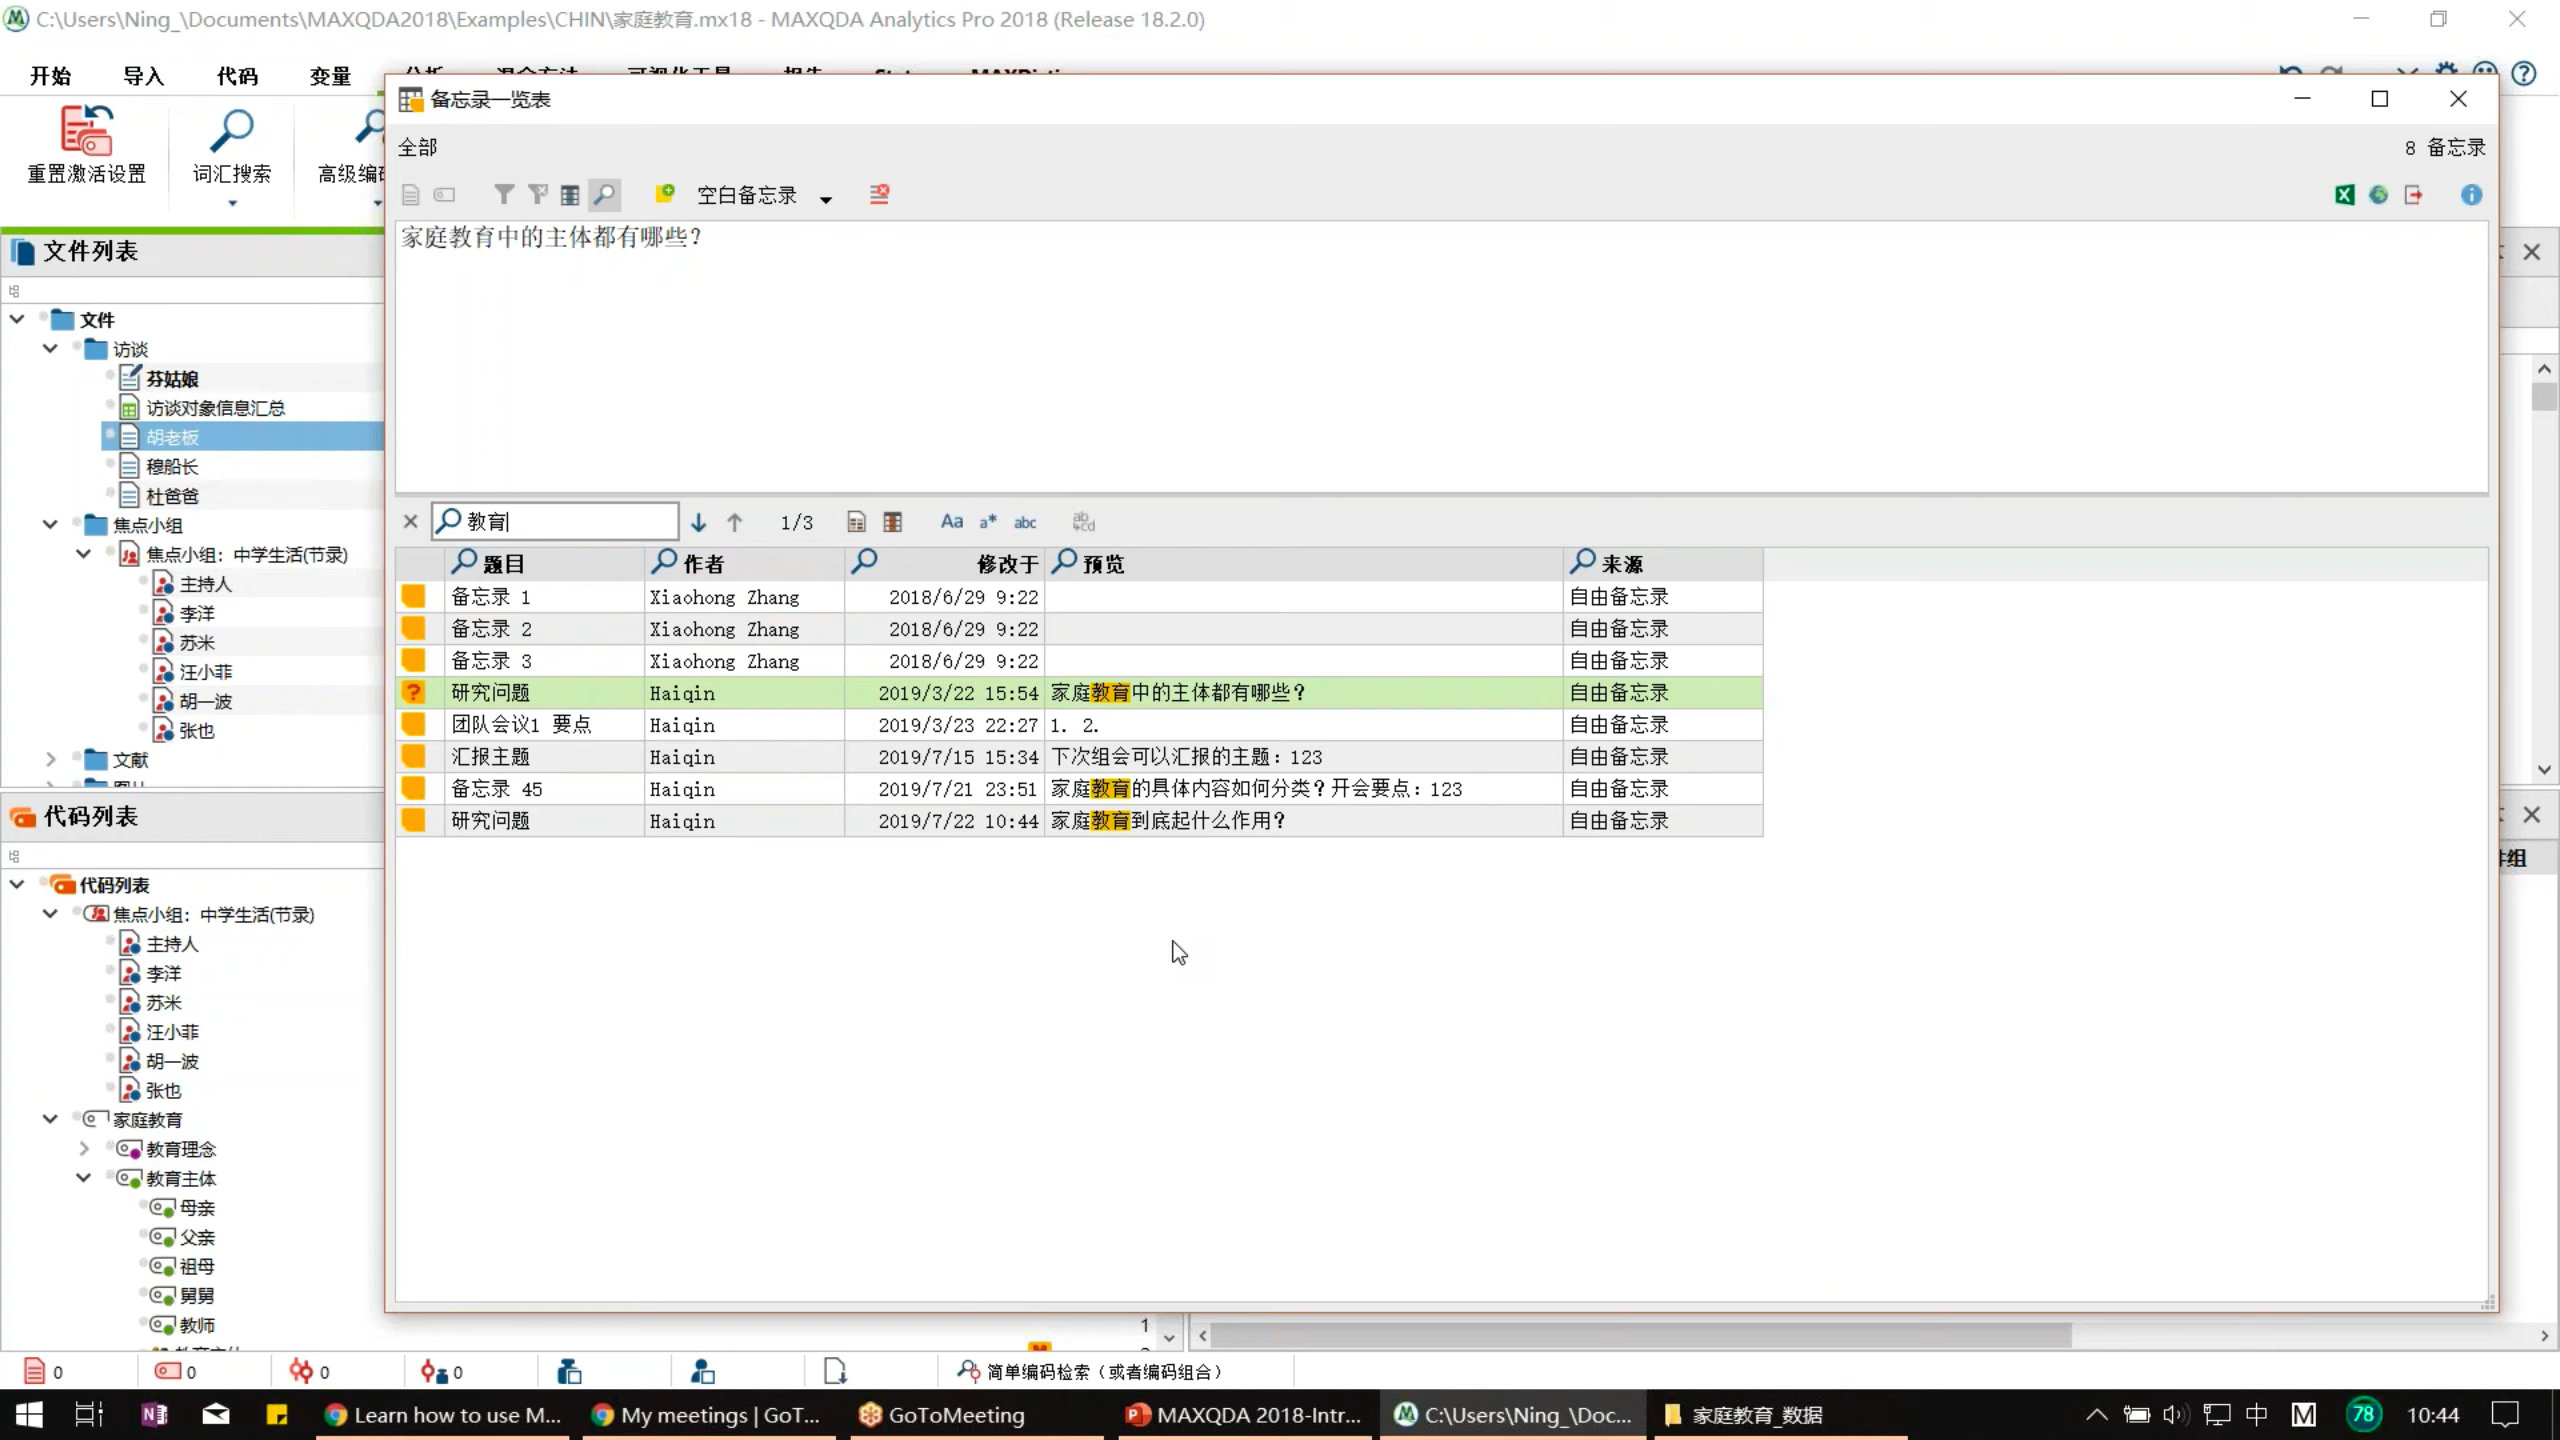 C:\Users\Ning_\Documents\MAXQDA2018\Examples\CHIN\家庭教育.mx18 - MAXQDA Analytics Pro 2018 (Release 18.2.0)
开始 导入 代码 变量
重置激活设置 词汇搜索
备忘录一览表
全部 8 备忘录
空白备忘录
家庭教育中的主体都有哪些?
教育 1/3 Aa a* abc
题目 作者 修改于 预览 来源
备忘录 1 Xiaohong Zhang 2018/6/29 9:22 自由备忘录
备忘录 2 Xiaohong Zhang 2018/6/29 9:22 自由备忘录
备忘录 3 Xiaohong Zhang 2018/6/29 9:22 自由备忘录
研究问题 Haiqin 2019/3/22 15:54 家庭教育中的主体都有哪些? 自由备忘录
团队会议1 要点 Haiqin 2019/3/23 22:27 1. 2. 自由备忘录
汇报主题 Haiqin 2019/7/15 15:34 下次组会可以汇报的主题：123 自由备忘录
备忘录 45 Haiqin 2019/7/21 23:51 家庭教育的具体内容如何分类？开会要点：123 自由备忘录
研究问题 Haiqin 2019/7/22 10:44 家庭教育到底起什么作用? 自由备忘录
文件列表
文件
访谈
芬姑娘
访谈对象信息汇总
胡老板
穆船长
杜爸爸
焦点小组
焦点小组：中学生活(节录)
主持人
李洋
苏米
汪小菲
胡一波
张也
文献
代码列表
代码列表
焦点小组：中学生活(节录)
主持人
李洋
苏米
汪小菲
胡一波
张也
家庭教育
教育理念
教育主体
母亲
父亲
祖母
舅舅
教师
1
0 0 0 0 简单编码检索（或者编码组合）
Learn how to use M... My meetings | GoT... GoToMeeting MAXQDA 2018-Intr... C:\Users\Ning_\Doc... 家庭教育_数据 中 M 78 10:44